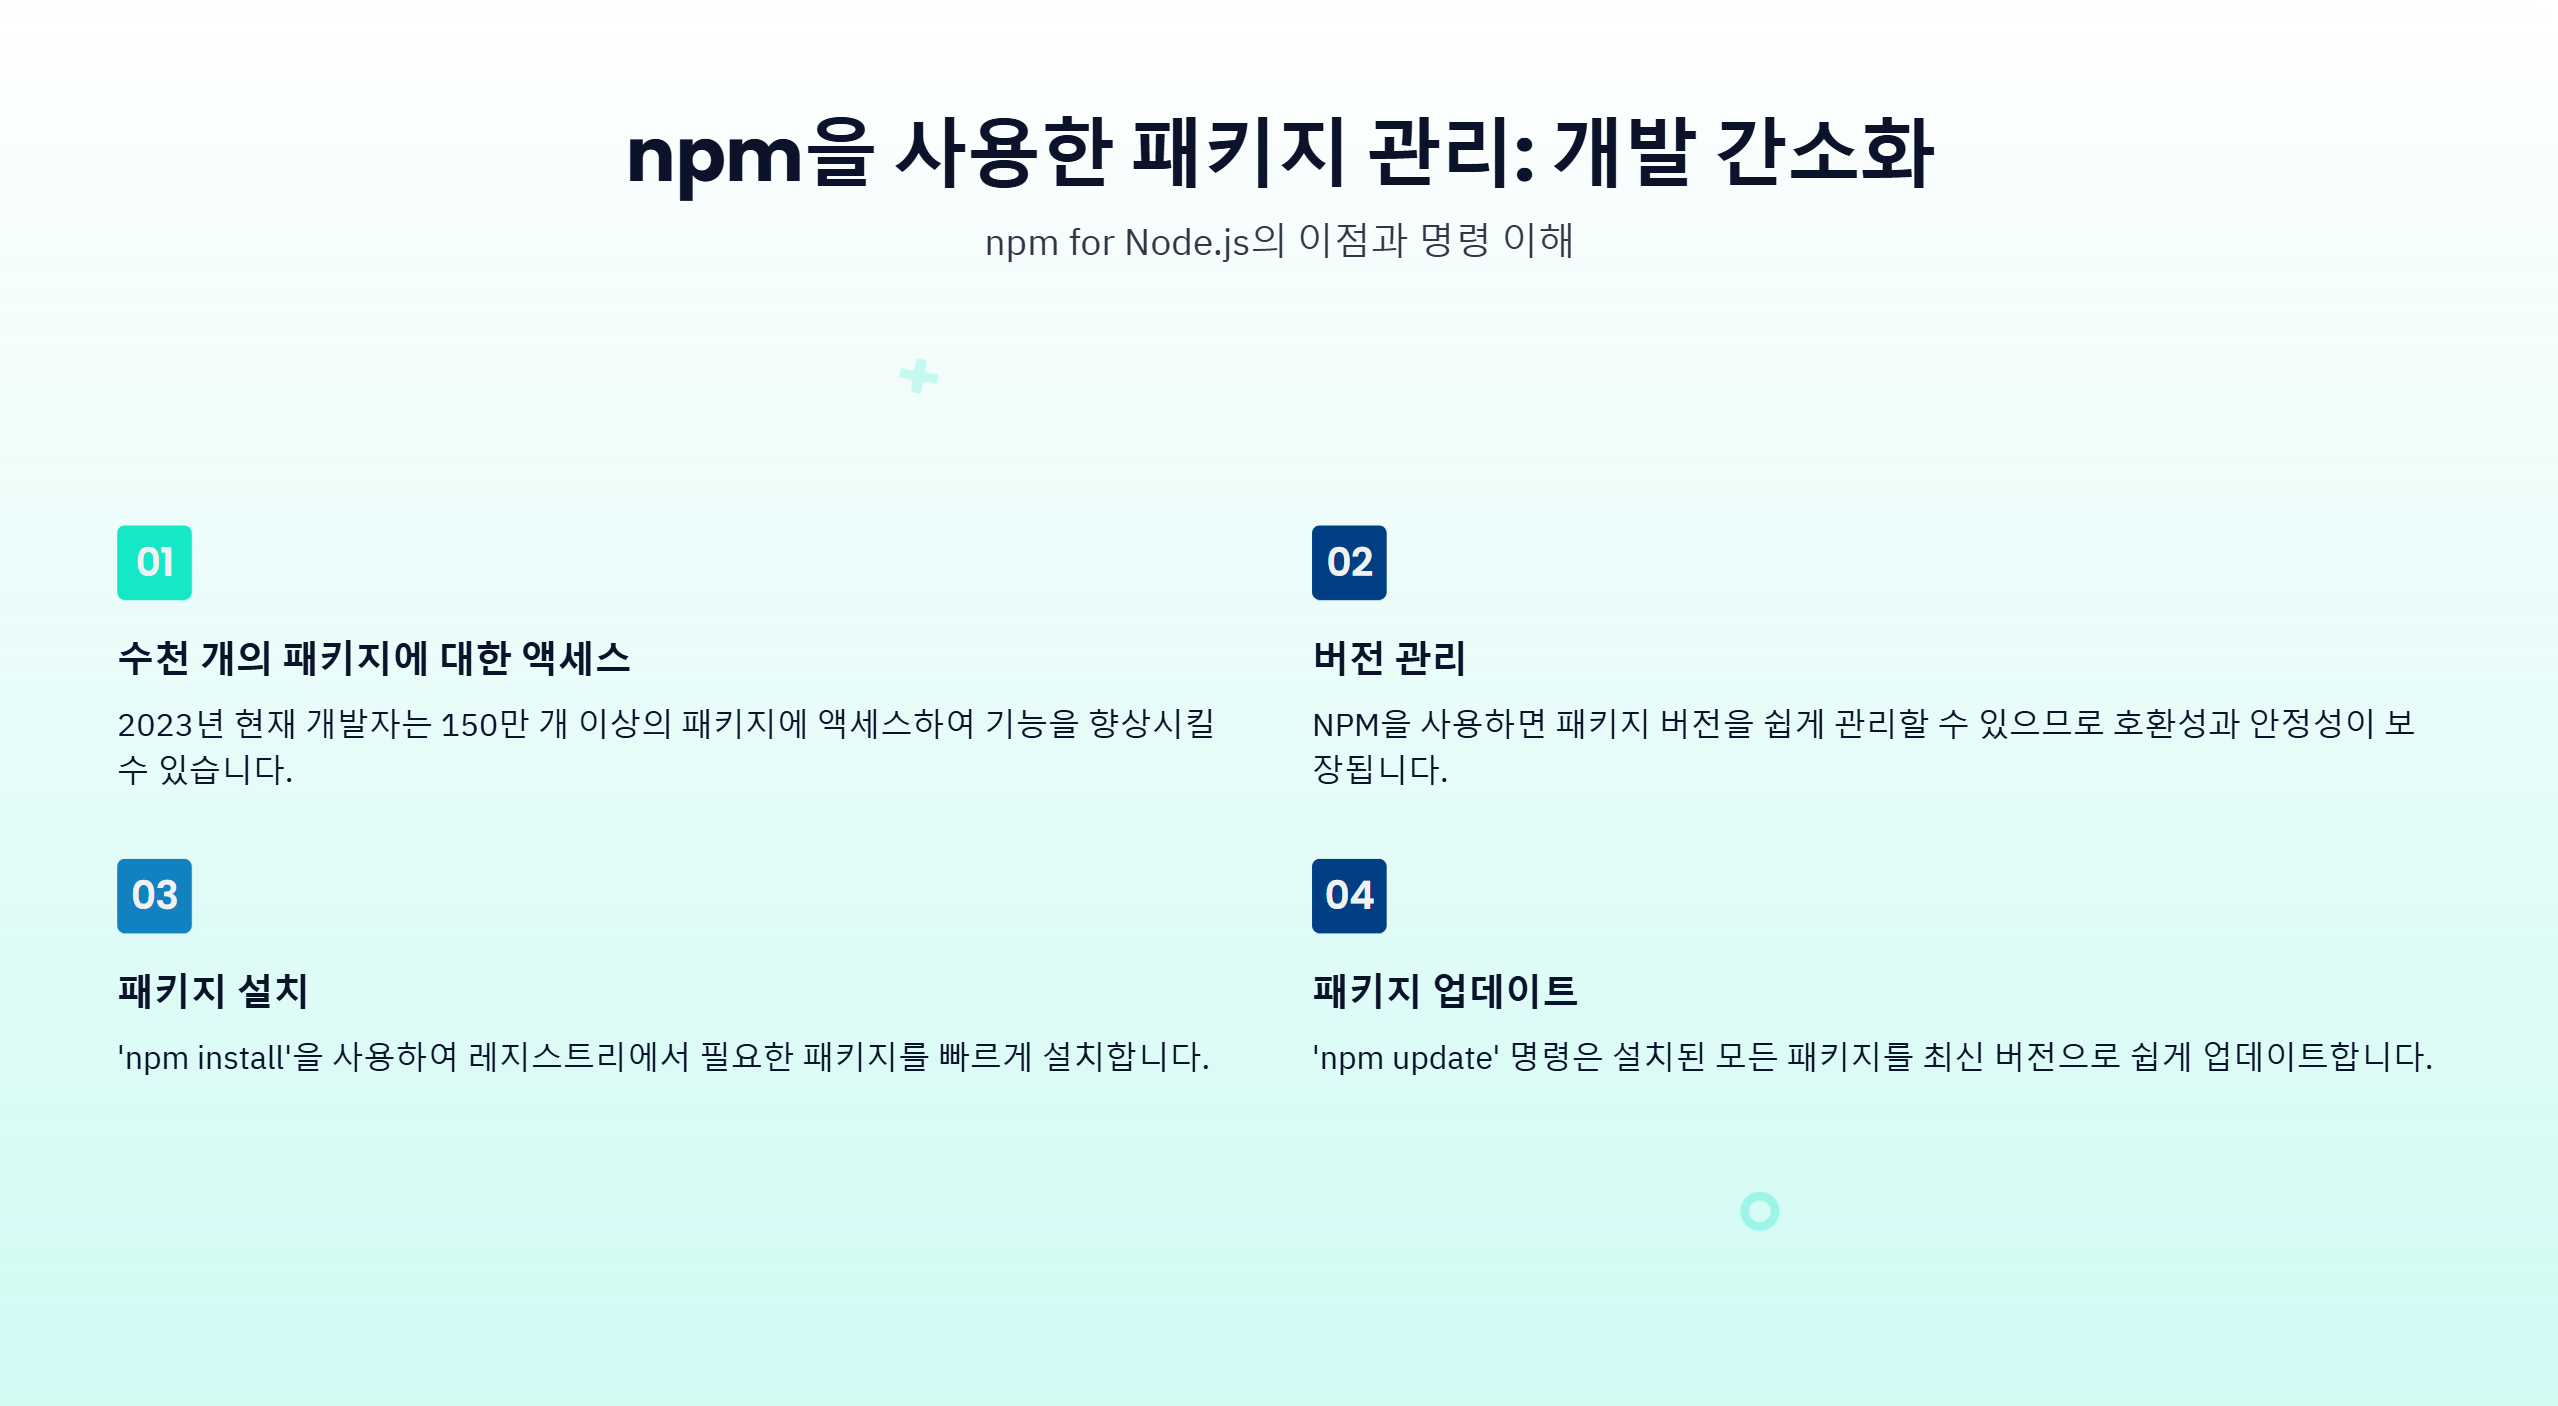 npm을 사용한 패키지 관리: 개발 간소화
npm for Node.js의 이점과 명령 이해
01
수천 개의 패키지에 대한 액세스
2023년 현재 개발자는 150만 개 이상의 패키지에 액세스하여 기능을 향상시킬
수 있습니다.
02
버전 관리
NPM을 사용하면 패키지 버전을 쉽게 관리할 수 있으므로 호환성과 안정성이 보
장됩니다.
03
패키지 설치
'npm install'을 사용하여 레지스트리에서 필요한 패키지를 빠르게 설치합니다.
04
패키지 업데이트
'npm update' 명령은 설치된 모든 패키지를 최신 버전으로 쉽게 업데이트합니다.